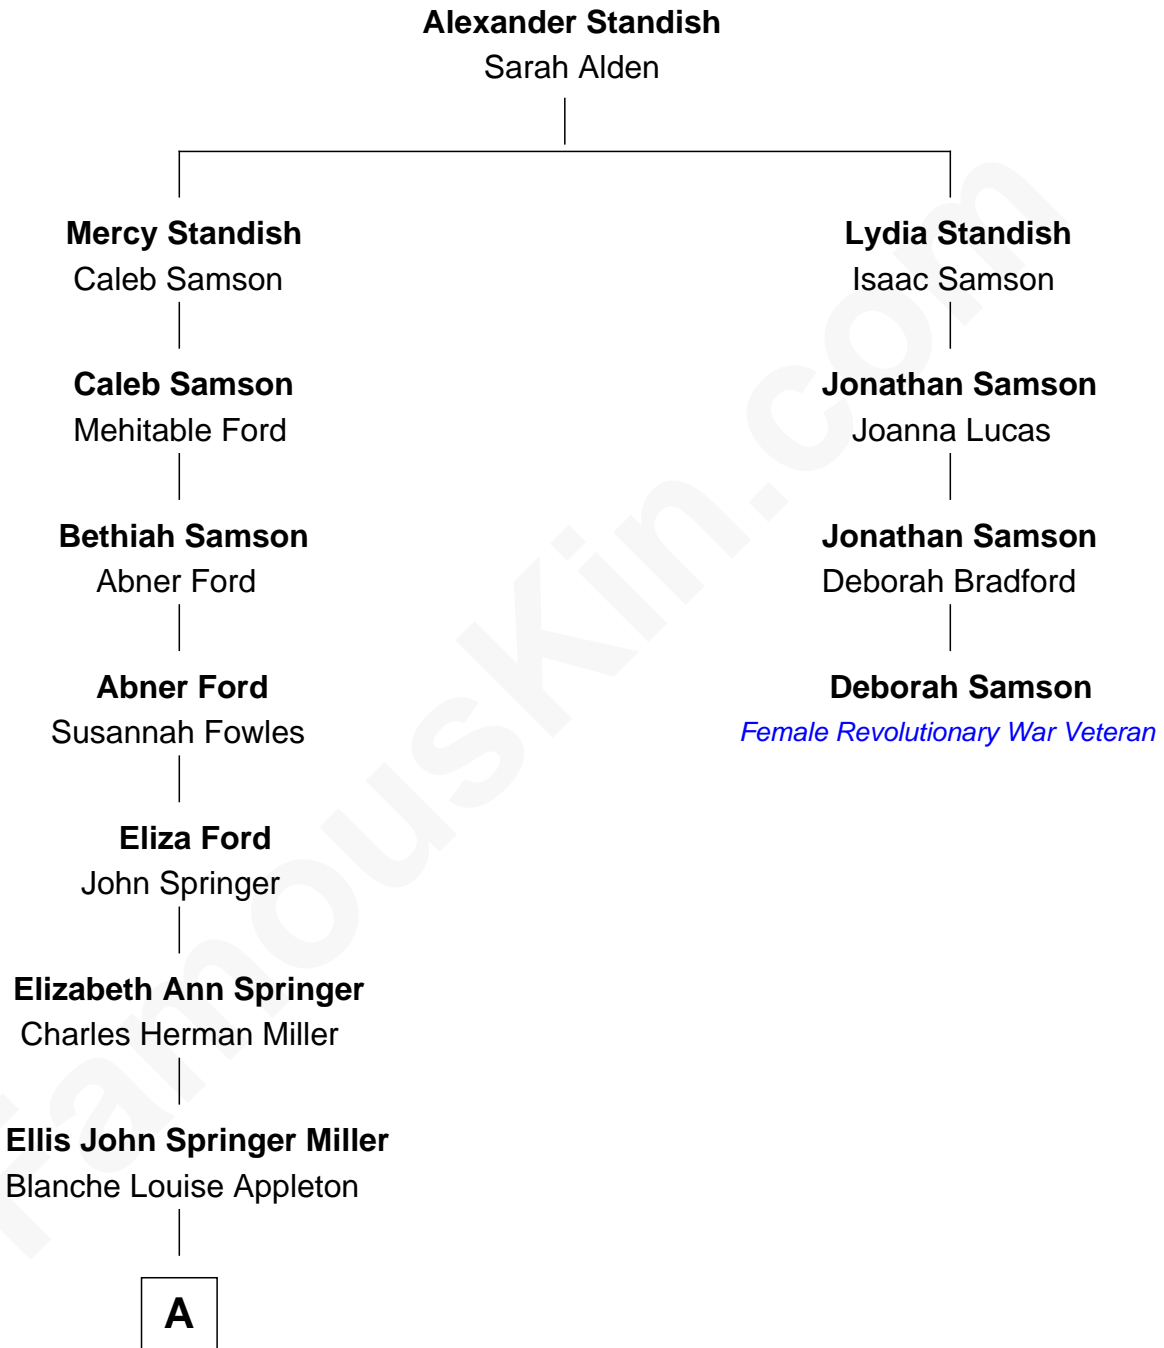 Alexander Standish
Sarah Alden
Mercy Standish
Caleb Samson
Lydia Standish
Isaac Samson
Caleb Samson
Mehitable Ford
Jonathan Samson
Joanna Lucas
Bethiah Samson
Abner Ford
Jonathan Samson
Deborah Bradford
Abner Ford
Susannah Fowles
Deborah Samson
Female Revolutionary War Veteran
Eliza Ford
John Springer
Elizabeth Ann Springer
Charles Herman Miller
Ellis John Springer Miller
Blanche Louise Appleton
A
FamousKin.com